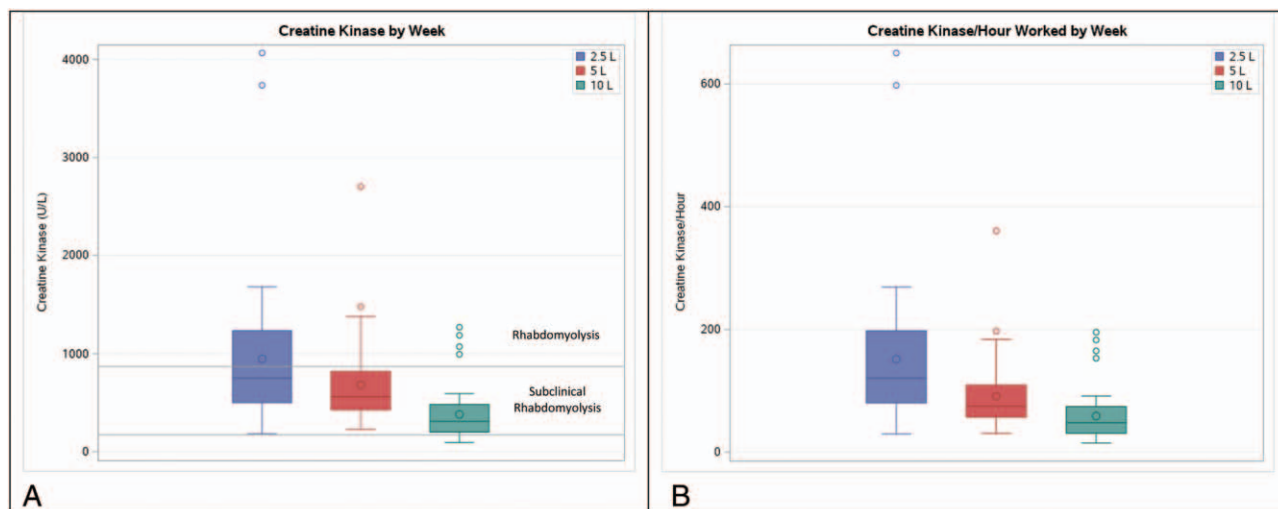 Creatine Kinase by Week
2.5 L
5 L
10 L
4000
3000
2000
1000
0
Creatine Kinase (U/L)
Rhabdomyolysis
Subclinical
Rhabdomyolysis
A
Creatine Kinase/Hour Worked by Week
2.5 L
5 L
10 L
600
400
200
0
Creatine Kinase/Hour
B